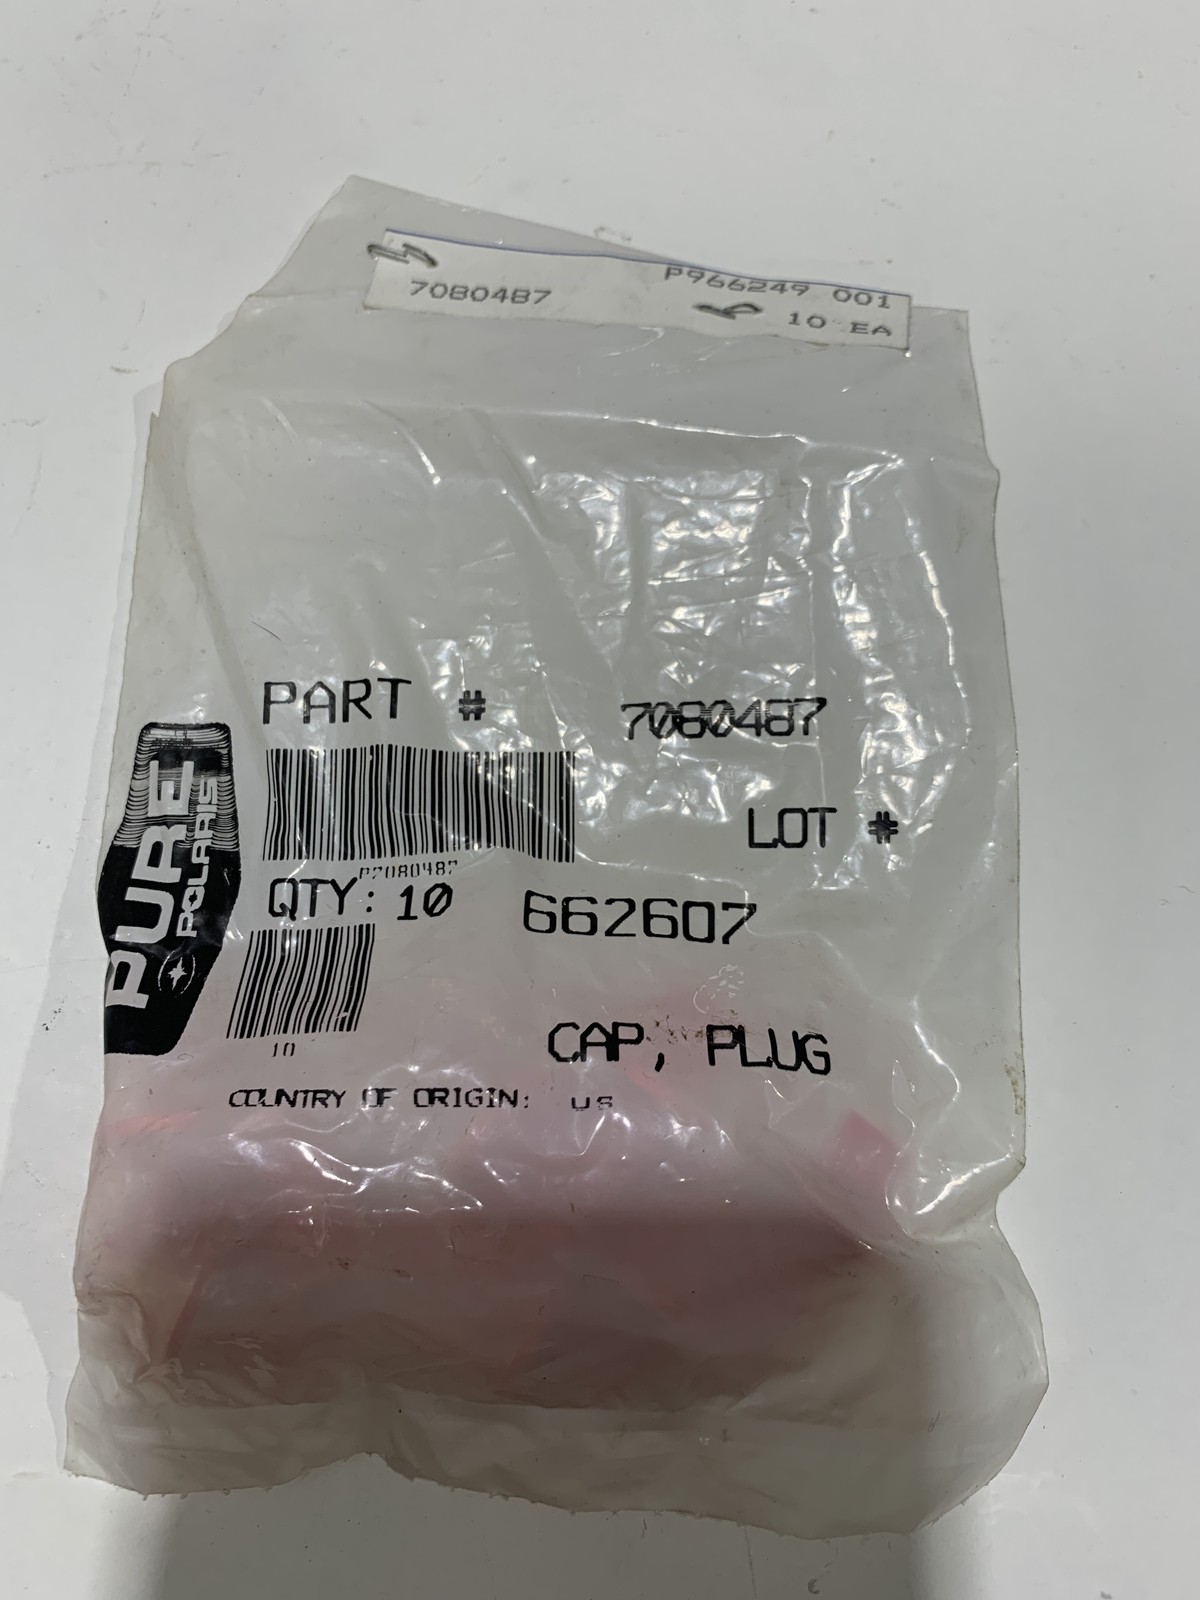 P966249 001
7080487
10 EA
PART # 7080487
LOT #
P7080487
QTY: 10 662607
10
CAP, PLUG
COUNTRY OF ORIGIN: US
PURE
POLARIS